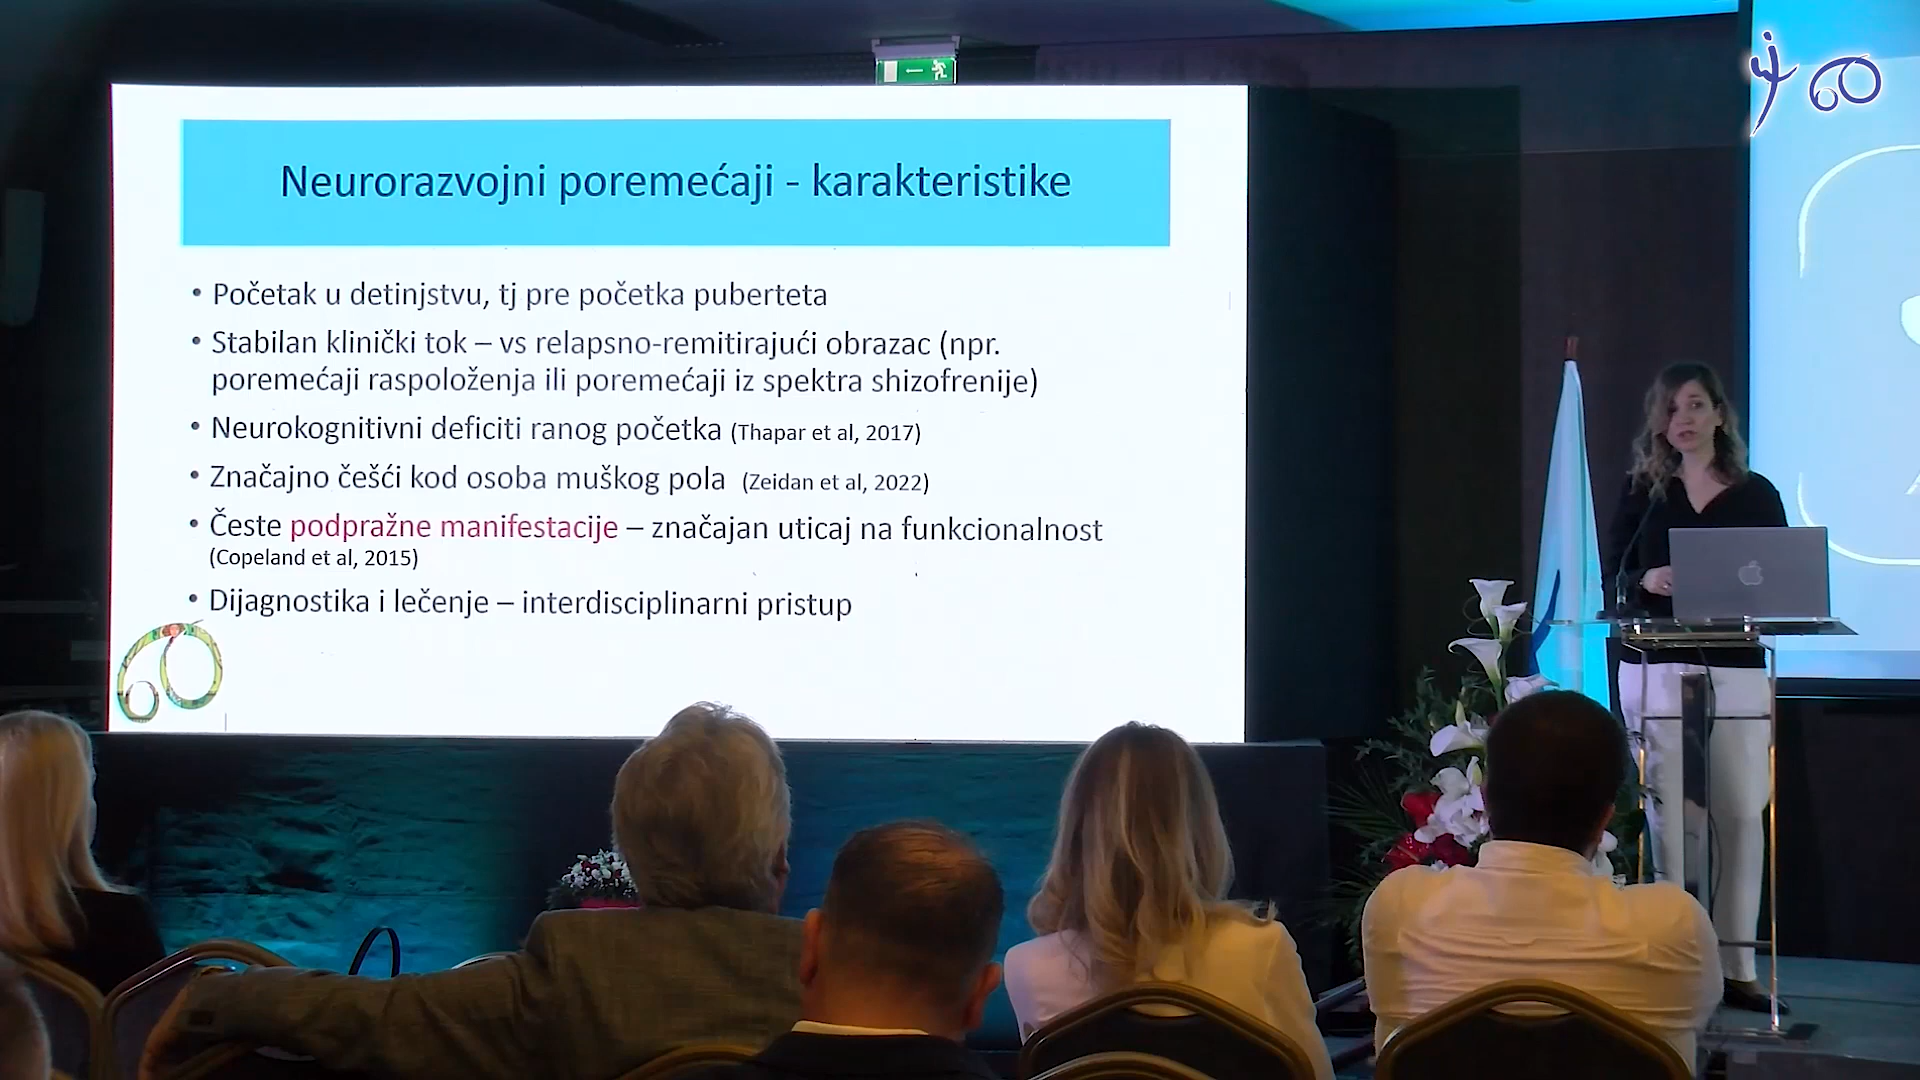 Neurorazvojni poremećaji - karakteristike
• Početak u detinjstvu, tj pre početka puberteta
• Stabilan klinički tok – vs relapsno-remitirajući obrazac (npr.
poremećaji raspoloženja ili poremećaji iz spektra shizofrenije)
• Neurokognitivni deficiti ranog početka (Thapar et al, 2017)
• Značajno češći kod osoba muškog pola (Zeidan et al, 2022)
• Česte podpražne manifestacije – značajan uticaj na funkcionalnost
(Copeland et al, 2015)
• Dijagnostika i lečenje – interdisciplinarni pristup
60
60